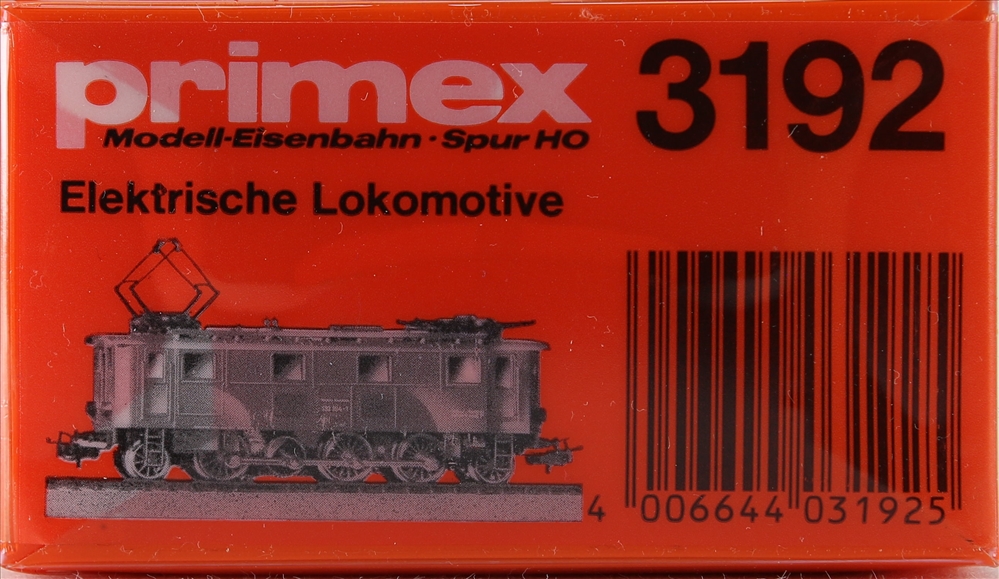 primex
Modell-Eisenbahn · Spur HO
3192
Elektrische Lokomotive
4 006644 031925